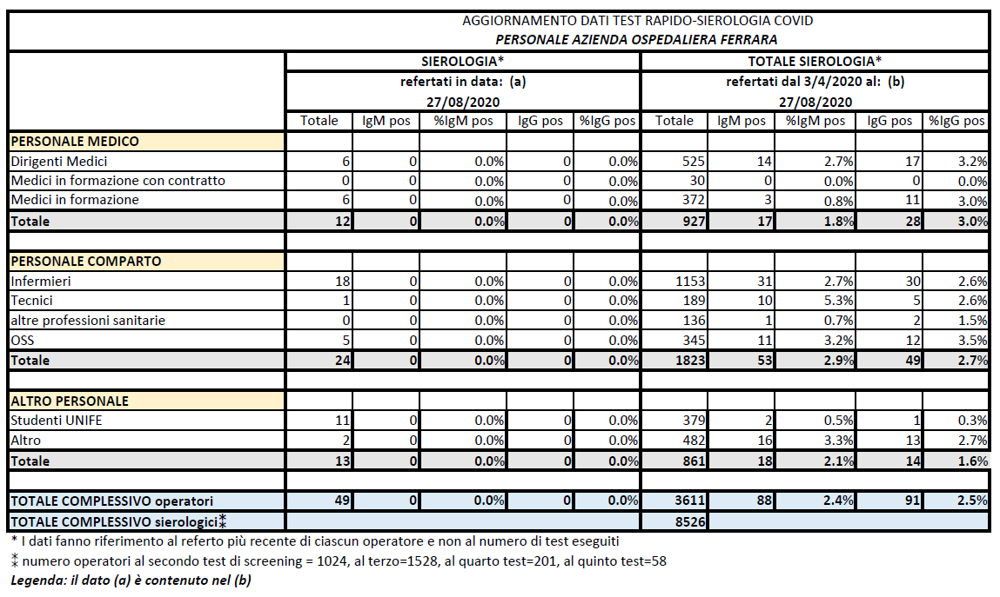 AGGIORNAMENTO DATI TEST RAPIDO-SIEROLOGIA COVID
PERSONALE AZIENDA OSPEDALIERA FERRARA
SIEROLOGIA* TOTALE SIEROLOGIA*
refertati in data: (a) refertati dal 3/4/2020 al: (b)
27/08/2020 27/08/2020
Totale IgM pos %IgM pos IgG pos %IgG pos Totale IgM pos %IgM pos IgG pos %IgG pos
PERSONALE MEDICO
Dirigenti Medici 6 0 0.0% 0 0.0% 525 14 2.7% 17 3.2%
Medici in formazione con contratto 0 0 0.0% 0 0.0% 30 0 0.0% 0 0.0%
Medici in formazione 6 0 0.0% 0 0.0% 372 3 0.8% 11 3.0%
Totale 12 0 0.0% 0 0.0% 927 17 1.8% 28 3.0%
PERSONALE COMPARTO
Infermieri 18 0 0.0% 0 0.0% 1153 31 2.7% 30 2.6%
Tecnici 1 0 0.0% 0 0.0% 189 10 5.3% 5 2.6%
altre professioni sanitarie 0 0 0.0% 0 0.0% 136 1 0.7% 2 1.5%
OSS 5 0 0.0% 0 0.0% 345 11 3.2% 12 3.5%
Totale 24 0 0.0% 0 0.0% 1823 53 2.9% 49 2.7%
ALTRO PERSONALE
Studenti UNIFE 11 0 0.0% 0 0.0% 379 2 0.5% 1 0.3%
Altro 2 0 0.0% 0 0.0% 482 16 3.3% 13 2.7%
Totale 13 0 0.0% 0 0.0% 861 18 2.1% 14 1.6%
TOTALE COMPLESSIVO operatori 49 0 0.0% 0 0.0% 3611 88 2.4% 91 2.5%
TOTALE COMPLESSIVO sierologici⁑ 8526
* I dati fanno riferimento al referto più recente di ciascun operatore e non al numero di test eseguiti
⁑ numero operatori al secondo test di screening = 1024, al terzo=1528, al quarto test=201, al quinto test=58
Legenda: il dato (a) è contenuto nel (b)